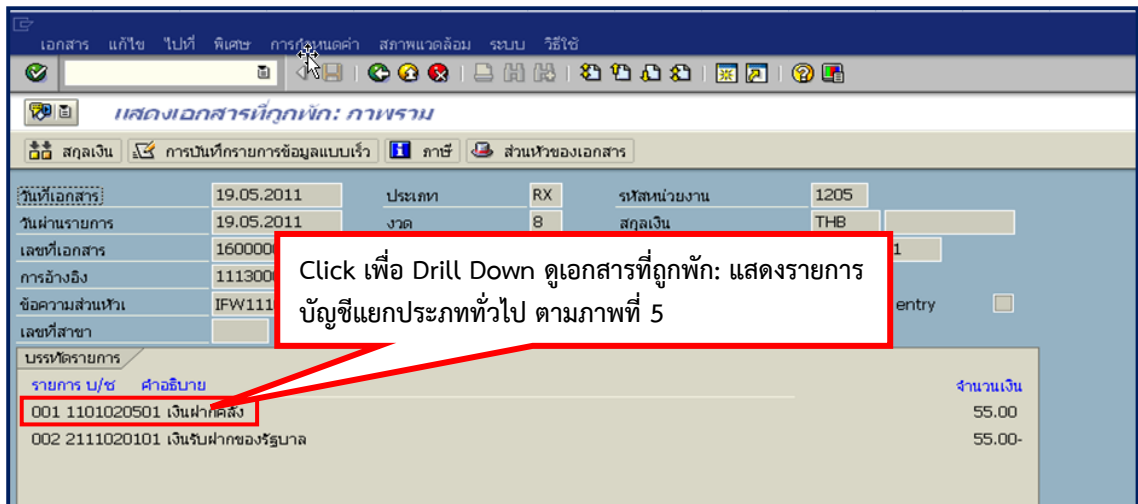 เอกสาร แก้ไข ไปที่ พิเศษ การกำหนดค่า สภาพแวดล้อม ระบบ วิธีใช้
แสดงเอกสารที่ถูกพัก: ภาพรวม
สกุลเงิน การบันทึกรายการข้อมูลแบบเร็ว ภาษี ส่วนหัวของเอกสาร
วันที่เอกสาร 19.05.2011 ประเภท RX รหัสหน่วยงาน 1205
วันผ่านรายการ 19.05.2011 งวด 8 สกุลเงิน THB
เลขที่เอกสาร 1
การอ้างอิง
ข้อความส่วนหัวเ entry
เลขที่สาขา
Click เพื่อ Drill Down ดูเอกสารที่ถูกพัก: แสดงรายการ
บัญชีแยกประภททั่วไป ตามภาพที่ 5
บรรทัดรายการ
รายการ บ/ช คำอธิบาย จำนวนเงิน
001 1101020501 เงินฝากคลัง 55.00
002 2111020101 เงินรับฝากของรัฐบาล 55.00-